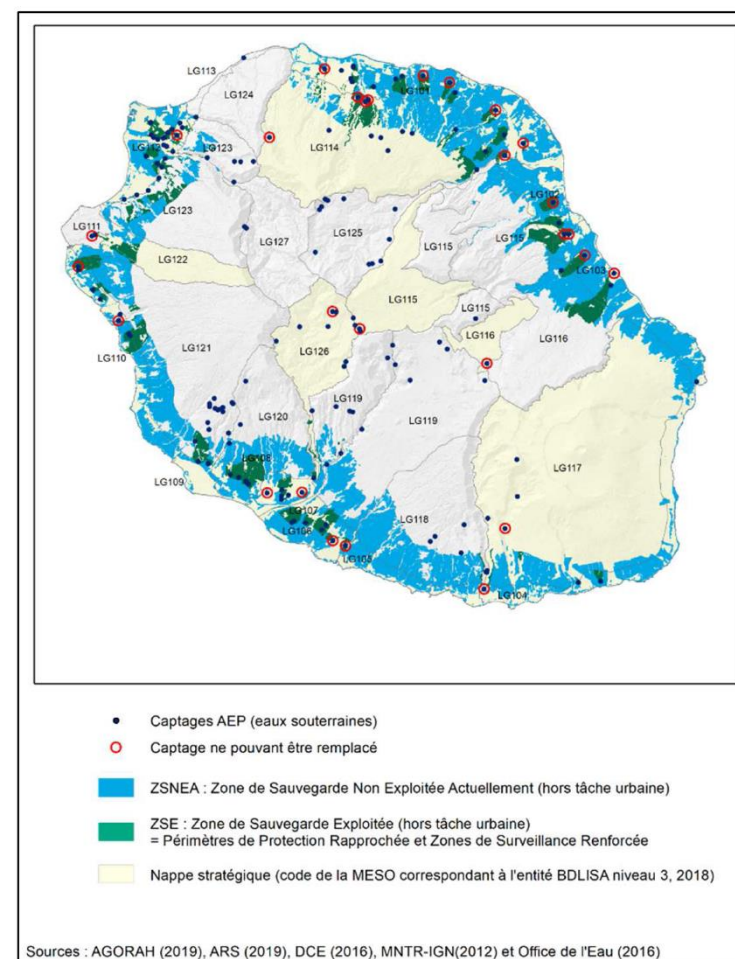 LG113
LG124
LG101
LG112
LG123
LG114
LG102
LG123
LG111
LG127
LG125
LG115
LG115
LG103
LG122
LG115
LG115
LG116
LG116
LG126
LG110
LG121
LG119
LG120
LG119
LG117
LG108
LG109
LG107
LG106
LG118
LG105
LG104
Captages AEP (eaux souterraines)
Captage ne pouvant être remplacé
ZSNEA : Zone de Sauvegarde Non Exploitée Actuellement (hors tâche urbaine)
ZSE : Zone de Sauvegarde Exploitée (hors tâche urbaine)
= Périmètres de Protection Rapprochée et Zones de Surveillance Renforcée
Nappe stratégique (code de la MESO correspondant à l'entité BDLISA niveau 3, 2018)
Sources : AGORAH (2019), ARS (2019), DCE (2016), MNTR-IGN(2012) et Office de l'Eau (2016)